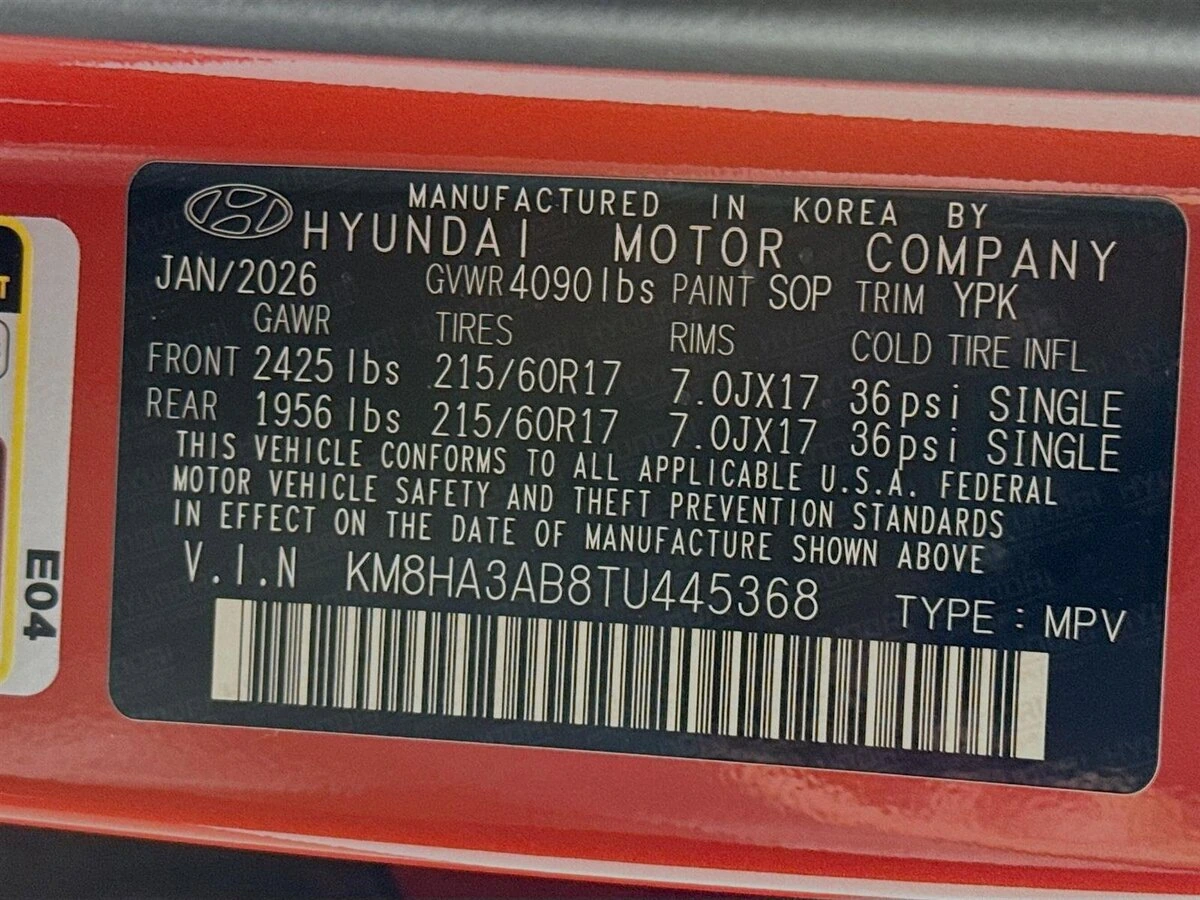 MANUFACTURED IN KOREA BY
HYUNDAI MOTOR COMPANY
JAN/2026 GVWR 4090 lbs PAINT SOP TRIM YPK
GAWR TIRES RIMS COLD TIRE INFL
FRONT 2425 lbs 215/60R17 7.0JX17 36psi SINGLE
REAR 1956 lbs 215/60R17 7.0JX17 36psi SINGLE
THIS VEHICLE CONFORMS TO ALL APPLICABLE U.S.A. FEDERAL
MOTOR VEHICLE SAFETY AND THEFT PREVENTION STANDARDS
IN EFFECT ON THE DATE OF MANUFACTURE SHOWN ABOVE
V.I.N KM8HA3AB8TU445368 TYPE : MPV
T
E04